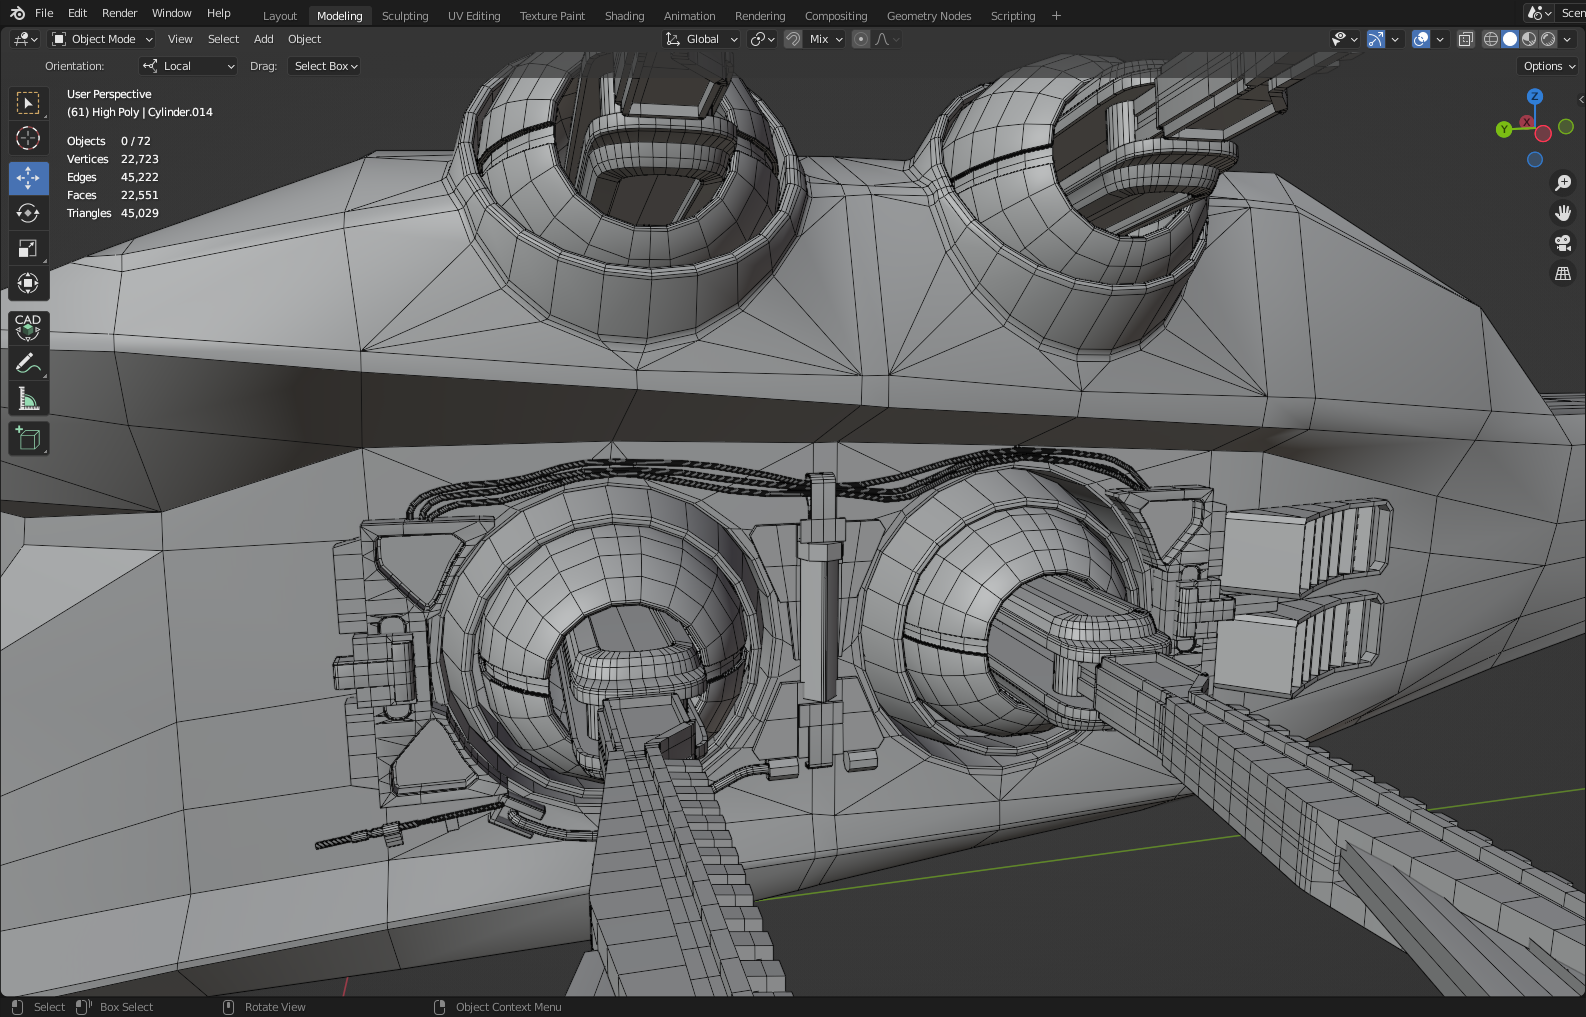 File Edit Render Window Help Layout Modeling Sculpting UV Editing Texture Paint Shading Animation Rendering Compositing Geometry Nodes Scripting + Scen
Object Mode View Select Add Object Global Mix
Orientation: Local Drag: Select Box Options
User Perspective
(61) High Poly | Cylinder.014
Objects 0 / 72
Vertices 22,723
Edges 45,222
Faces 22,551
Triangles 45,029
Z
Y X
CAD
Select Box Select Rotate View Object Context Menu